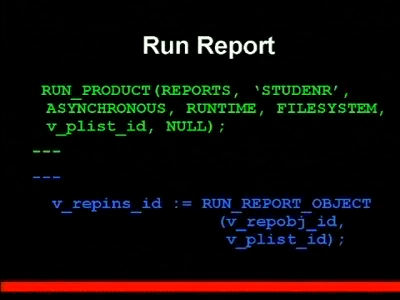 Run Report
RUN_PRODUCT(REPORTS, ‘STUDENR’,
ASYNCHRONOUS, RUNTIME, FILESYSTEM,
v_plist_id, NULL);
---
---
v_repins_id := RUN_REPORT_OBJECT
(v_repobj_id,
v_plist_id);